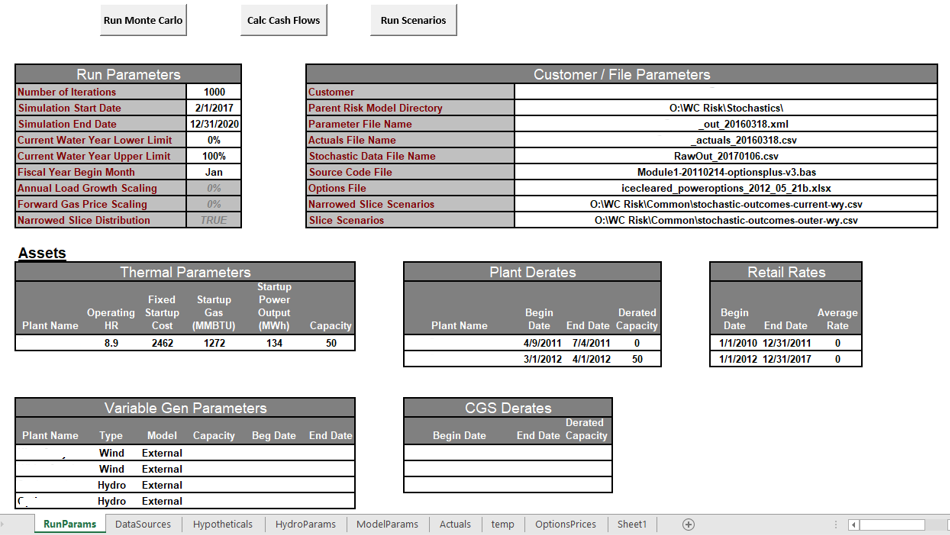 Run Monte Carlo Calc Cash Flows Run Scenarios
Run Parameters
Number of Iterations 1000
Simulation Start Date 2/1/2017
Simulation End Date 12/31/2020
Current Water Year Lower Limit 0%
Current Water Year Upper Limit 100%
Fiscal Year Begin Month Jan
Annual Load Growth Scaling 0%
Forward Gas Price Scaling 0%
Narrowed Slice Distribution TRUE
Customer / File Parameters
Customer
Parent Risk Model Directory O:\WC Risk\Stochastics\
Parameter File Name _out_20160318.xml
Actuals File Name _actuals_20160318.csv
Stochastic Data File Name RawOut_20170106.csv
Source Code File Module1-20110214-optionsplus-v3.bas
Options File icecleared_poweroptions_2012_05_21b.xlsx
Narrowed Slice Scenarios O:\WC Risk\Common\stochastic-outcomes-current-wy.csv
Slice Scenarios O:\WC Risk\Common\stochastic-outcomes-outer-wy.csv
Assets
Thermal Parameters
Plant Name Operating HR Fixed Startup Cost Startup Gas (MMBTU) Startup Power Output (MWh) Capacity
8.9 2462 1272 134 50
Plant Derates
Plant Name Begin Date End Date Derated Capacity
4/9/2011 7/4/2011 0
3/1/2012 4/1/2012 50
Retail Rates
Begin Date End Date Average Rate
1/1/2010 12/31/2011 0
1/1/2012 12/31/2017 0
Variable Gen Parameters
Plant Name Type Model Capacity Beg Date End Date
Wind External
Wind External
Hydro External
Hydro External
CGS Derates
Begin Date End Date Derated Capacity
RunParams DataSources Hypotheticals HydroParams ModelParams Actuals temp OptionsPrices Sheet1